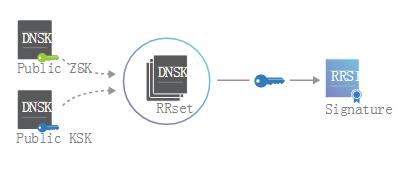 DNSK
Public ZSK
DNSK
Public KSK
DNSK
RRset
RRSI
Signature